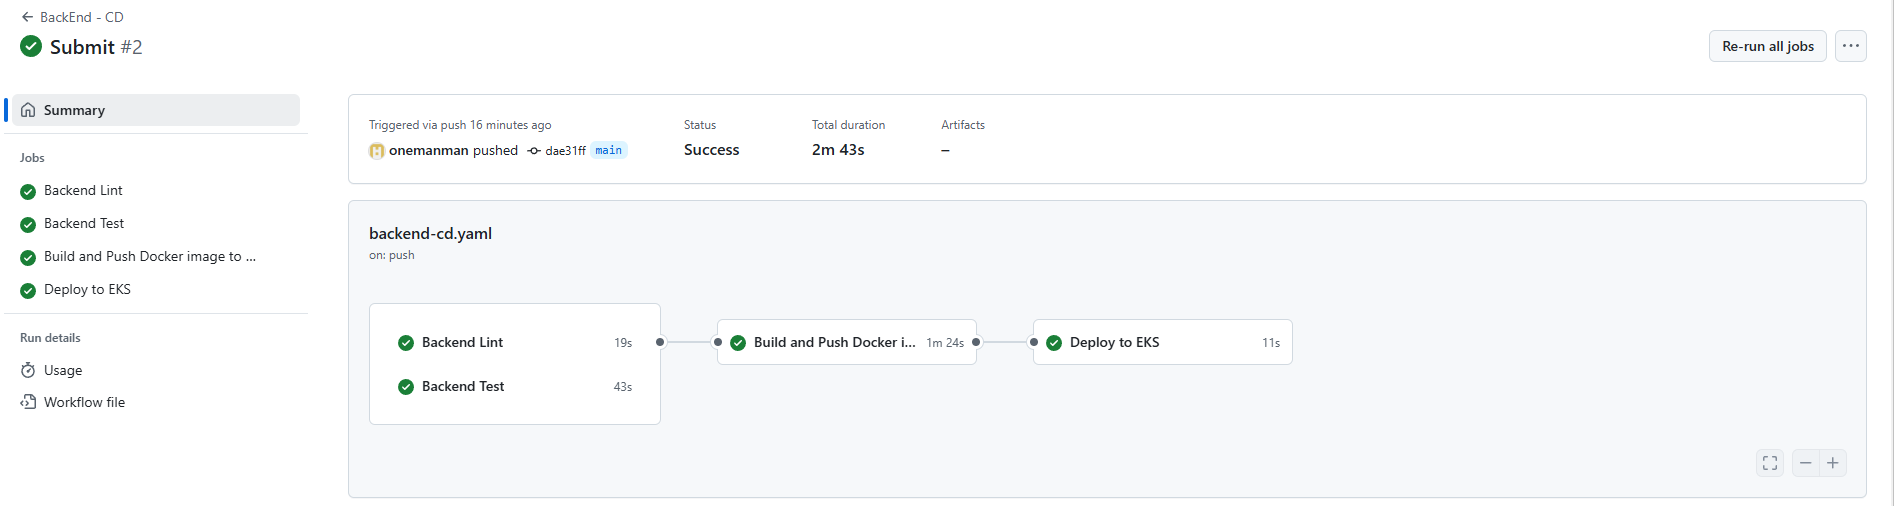 BackEnd - CD
Submit #2
Re-run all jobs
Summary
Jobs
Backend Lint
Backend Test
Build and Push Docker image to ...
Deploy to EKS
Run details
Usage
Workflow file
Triggered via push 16 minutes ago
onemanman pushed dae31ff main
Status
Success
Total duration
2m 43s
Artifacts
–
backend-cd.yaml
on: push
Backend Lint 19s
Backend Test 43s
Build and Push Docker i... 1m 24s
Deploy to EKS 11s